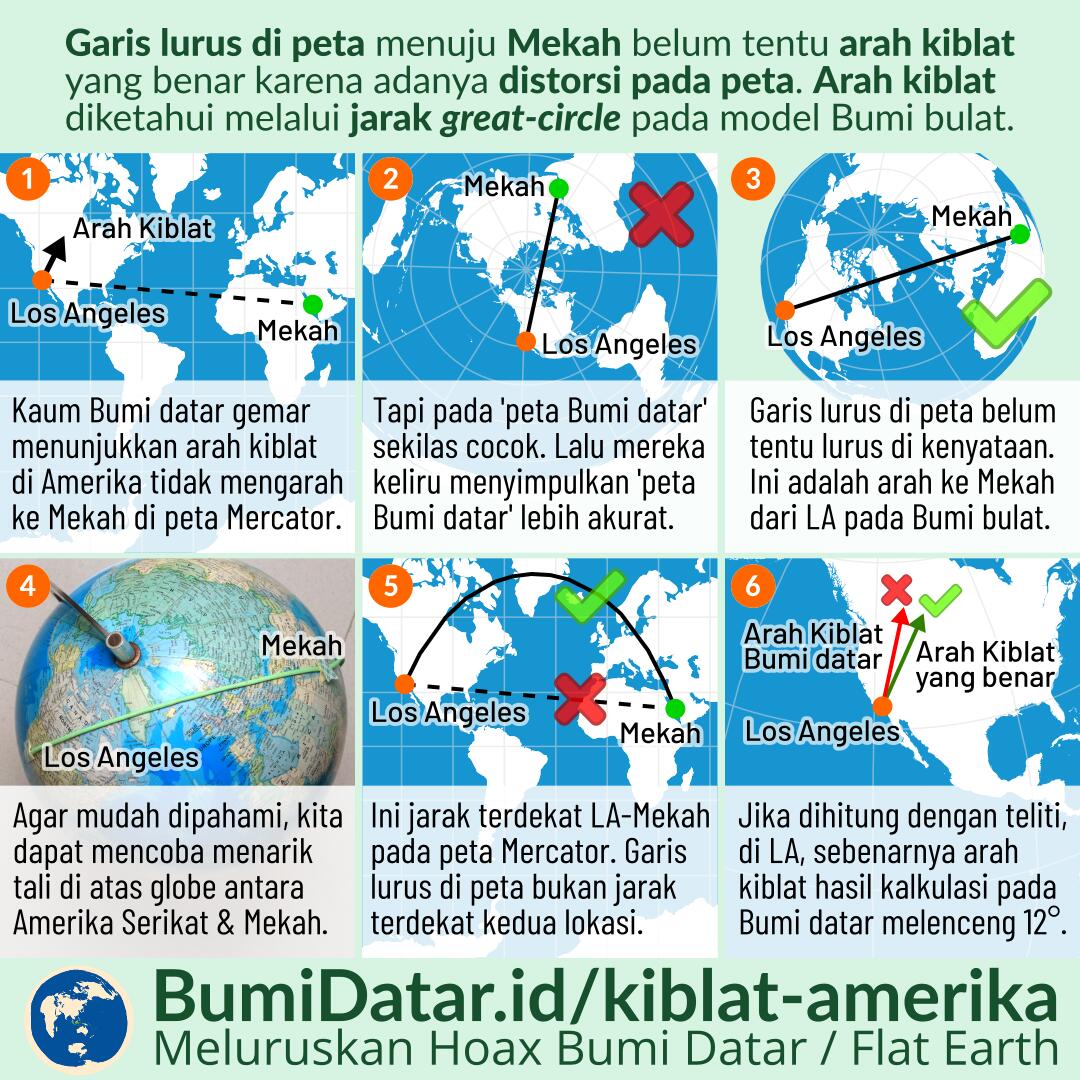 Garis lurus di peta menuju Mekah belum tentu arah kiblat
yang benar karena adanya distorsi pada peta. Arah kiblat
diketahui melalui jarak great-circle pada model Bumi bulat.
1
Arah Kiblat
Los Angeles
Mekah
Kaum Bumi datar gemar
menunjukkan arah kiblat
di Amerika tidak mengarah
ke Mekah di peta Mercator.
2
Mekah
Los Angeles
Tapi pada 'peta Bumi datar'
sekilas cocok. Lalu mereka
keliru menyimpulkan 'peta
Bumi datar' lebih akurat.
3
Mekah
Los Angeles
Garis lurus di peta belum
tentu lurus di kenyataan.
Ini adalah arah ke Mekah
dari LA pada Bumi bulat.
4
Mekah
Los Angeles
Agar mudah dipahami, kita
dapat mencoba menarik
tali di atas globe antara
Amerika Serikat & Mekah.
5
Los Angeles
Mekah
Ini jarak terdekat LA-Mekah
pada peta Mercator. Garis
lurus di peta bukan jarak
terdekat kedua lokasi.
6
Arah Kiblat
Bumi datar
Arah Kiblat
yang benar
Los Angeles
Jika dihitung dengan teliti,
di LA, sebenarnya arah
kiblat hasil kalkulasi pada
Bumi datar melenceng 12°.
BumiDatar.id/kiblat-amerika
Meluruskan Hoax Bumi Datar / Flat Earth